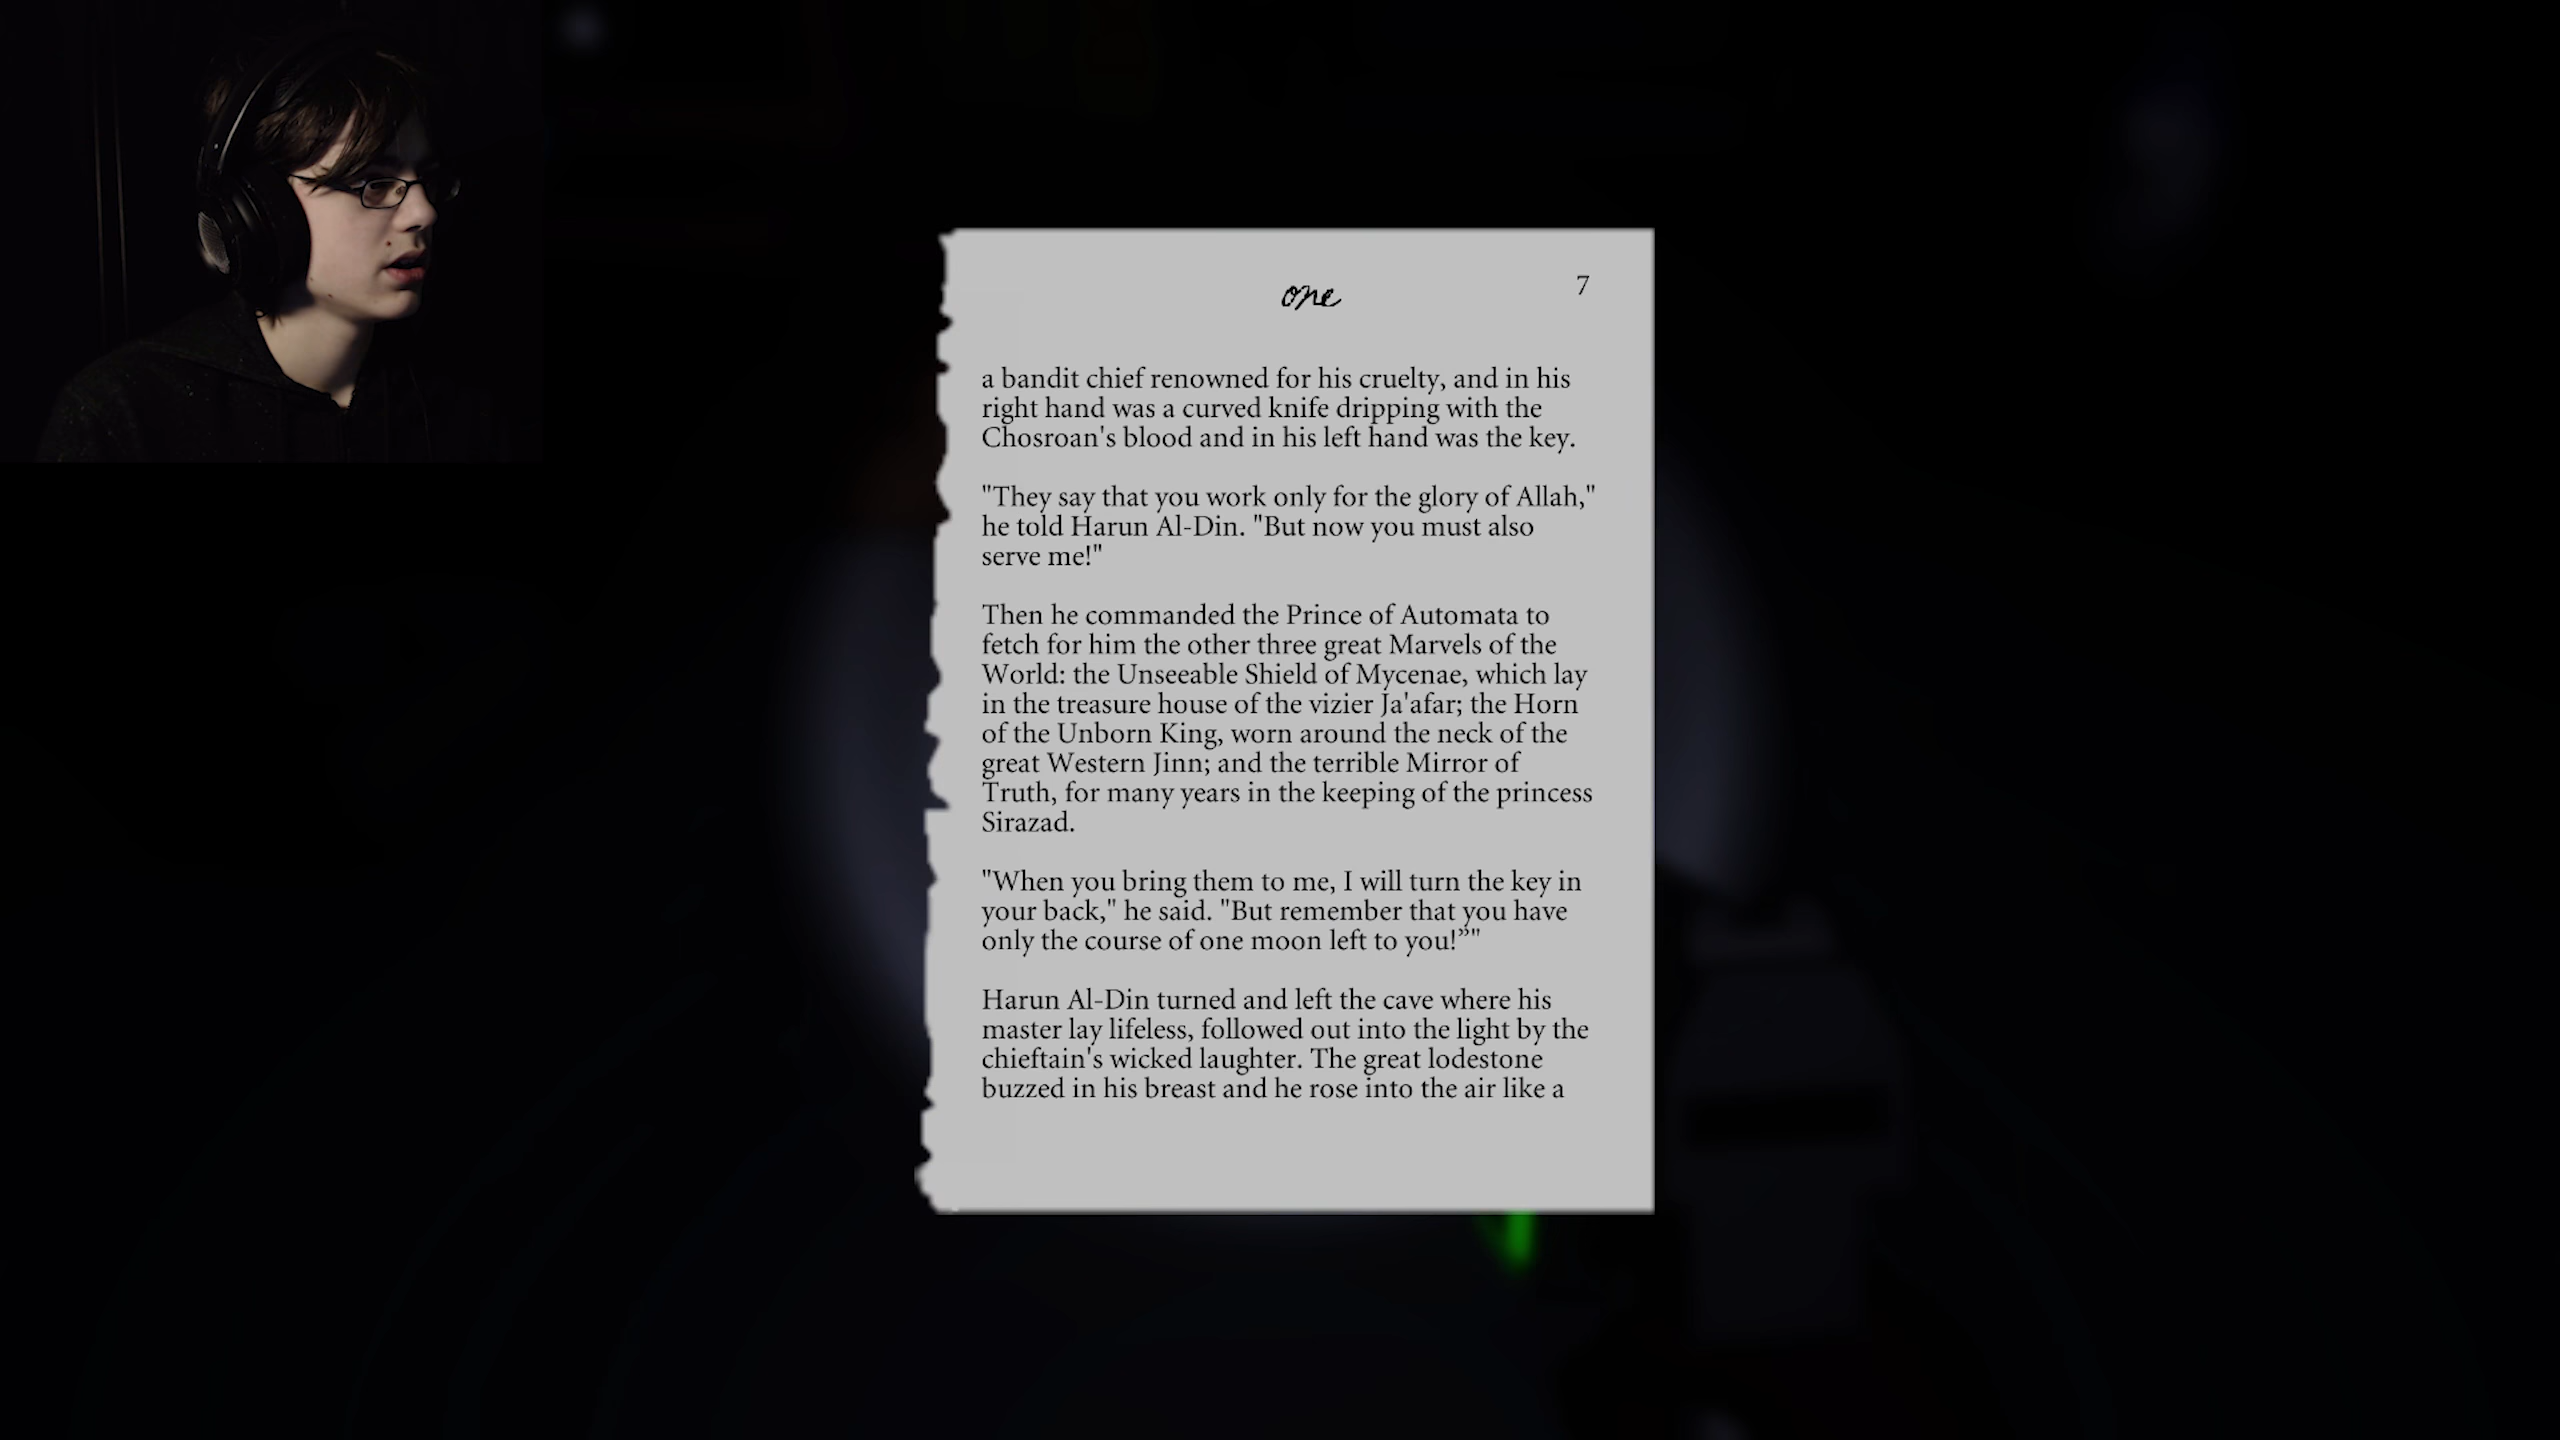 one
7
a bandit chief renowned for his cruelty, and in his
right hand was a curved knife dripping with the
Chosroan's blood and in his left hand was the key.
"They say that you work only for the glory of Allah,"
he told Harun Al-Din. "But now you must also
serve me!"
Then he commanded the Prince of Automata to
fetch for him the other three great Marvels of the
World: the Unseeable Shield of Mycenae, which lay
in the treasure house of the vizier Ja'afar; the Horn
of the Unborn King, worn around the neck of the
great Western Jinn; and the terrible Mirror of
Truth, for many years in the keeping of the princess
Sirazad.
"When you bring them to me, I will turn the key in
your back," he said. "But remember that you have
only the course of one moon left to you!”"
Harun Al-Din turned and left the cave where his
master lay lifeless, followed out into the light by the
chieftain's wicked laughter. The great lodestone
buzzed in his breast and he rose into the air like a